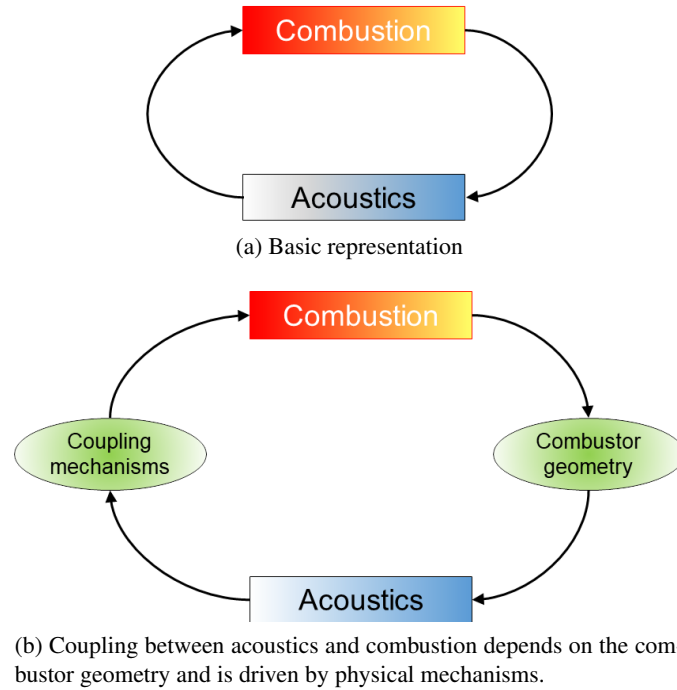 Combustion
Acoustics
(a) Basic representation
Combustion
Coupling
mechanisms
Combustor
geometry
Acoustics
(b) Coupling between acoustics and combustion depends on the com-
bustor geometry and is driven by physical mechanisms.